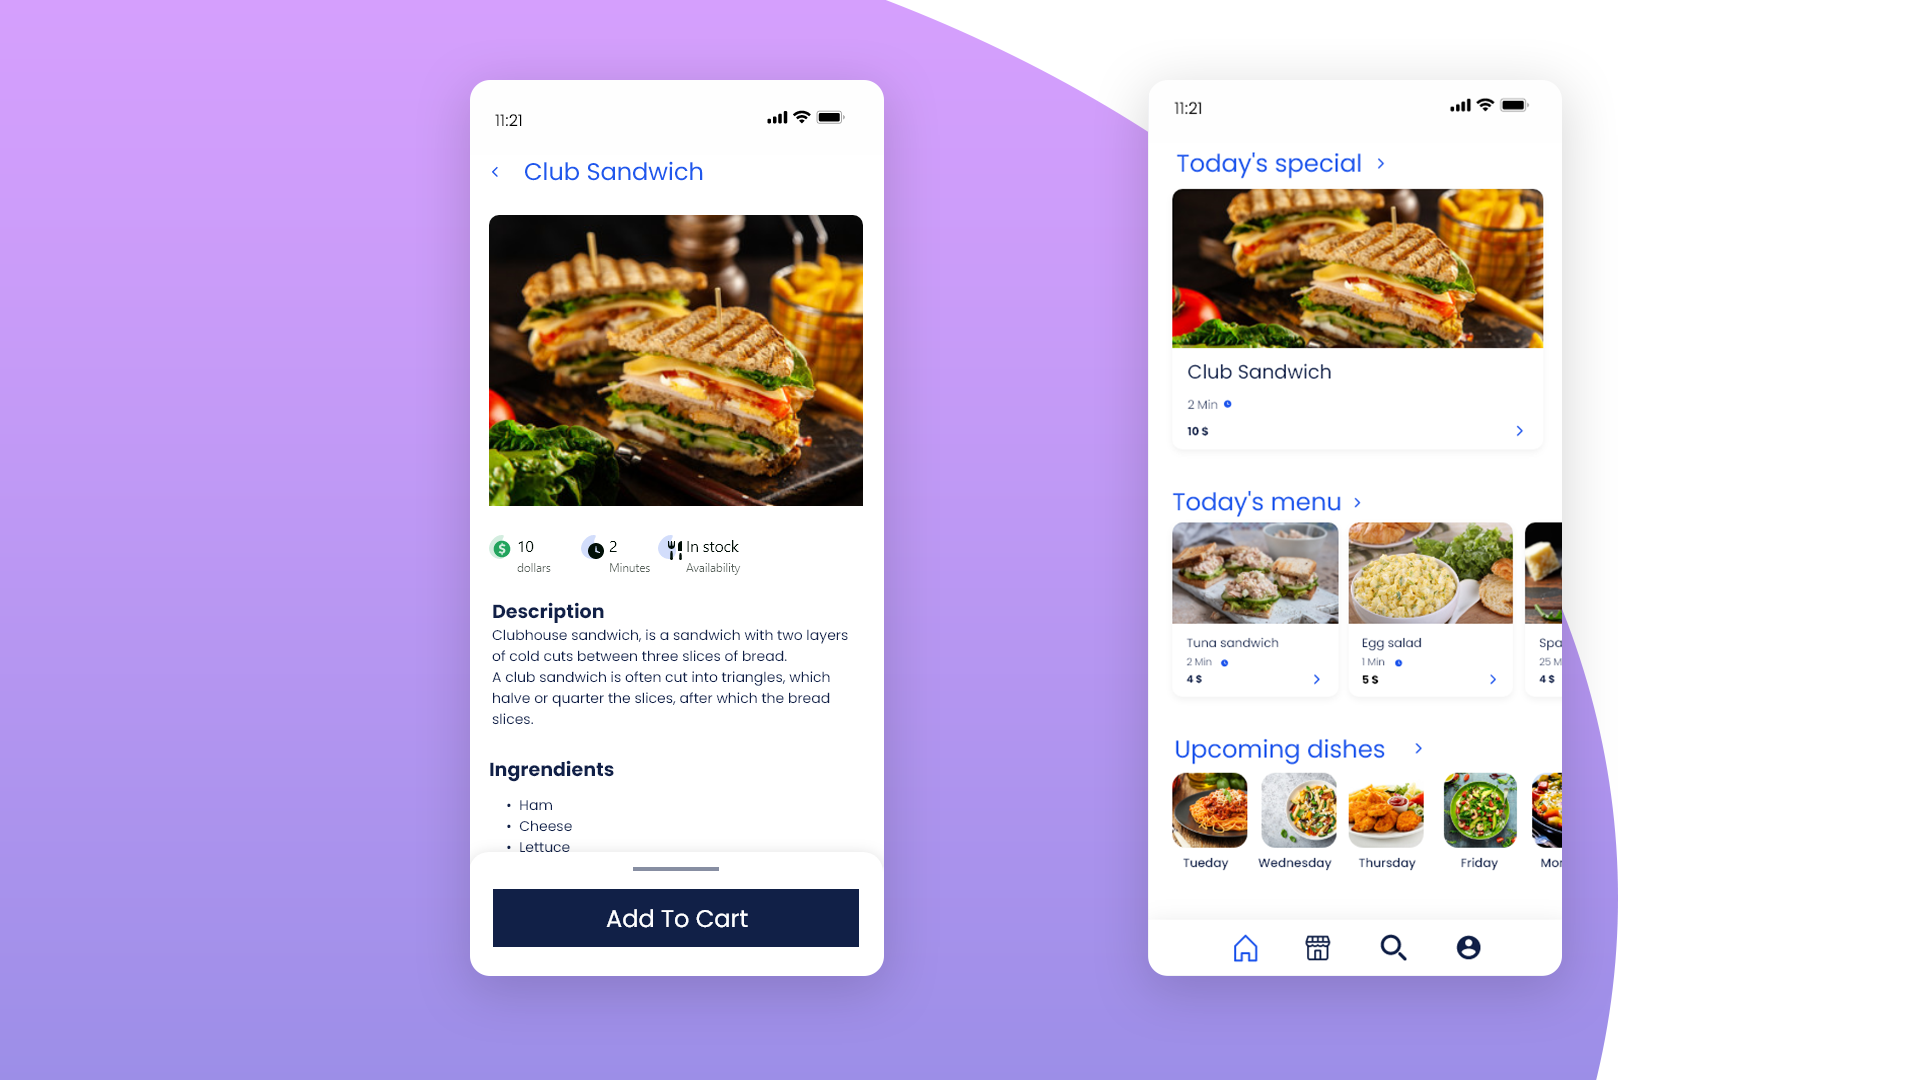 11:21
Club Sandwich
10
dollars
2
Minutes
In stock
Availability
Description
Clubhouse sandwich, is a sandwich with two layers
of cold cuts between three slices of bread.
A club sandwich is often cut into triangles, which
halve or quarter the slices, after which the bread
slices.
Ingrendients
• Ham
• Cheese
• Lettuce
Add To Cart
11:21
Today's special
Club Sandwich
2 Min
10 $
Today's menu
Tuna sandwich
2 Min
4 $
Egg salad
1 Min
5 $
Spa
25 M
4 $
Upcoming dishes
Tueday
Wednesday
Thursday
Friday
Mor